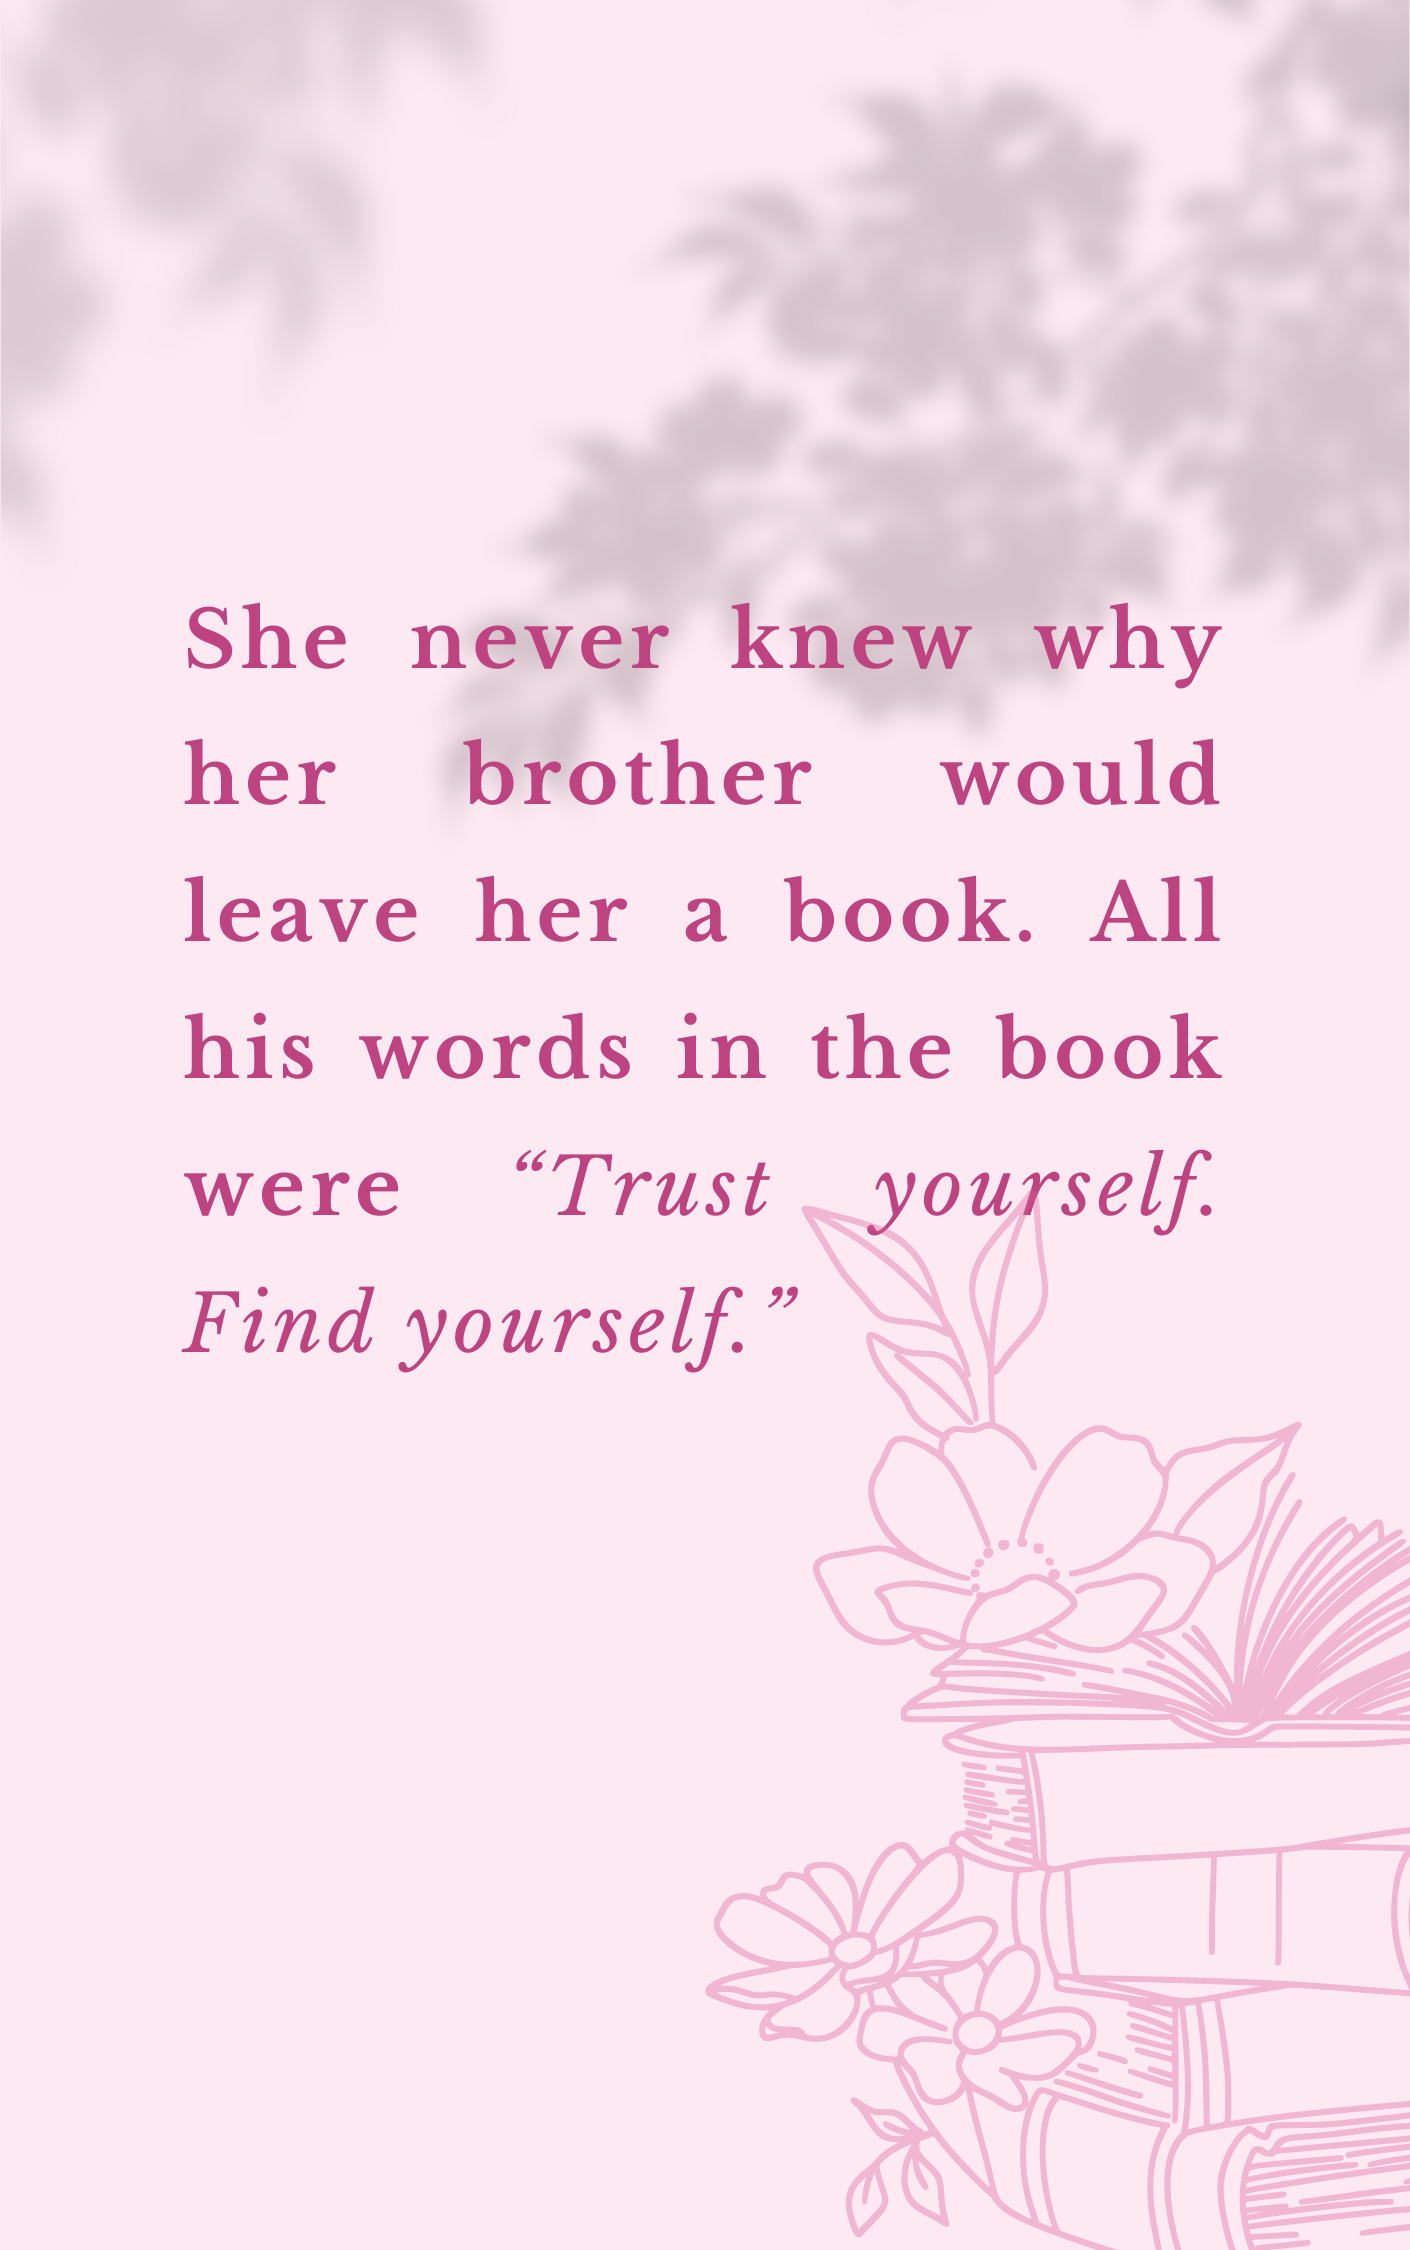 She never knew why
her brother would
leave her a book. All
his words in the book
were “Trust yourself.
Find yourself.”